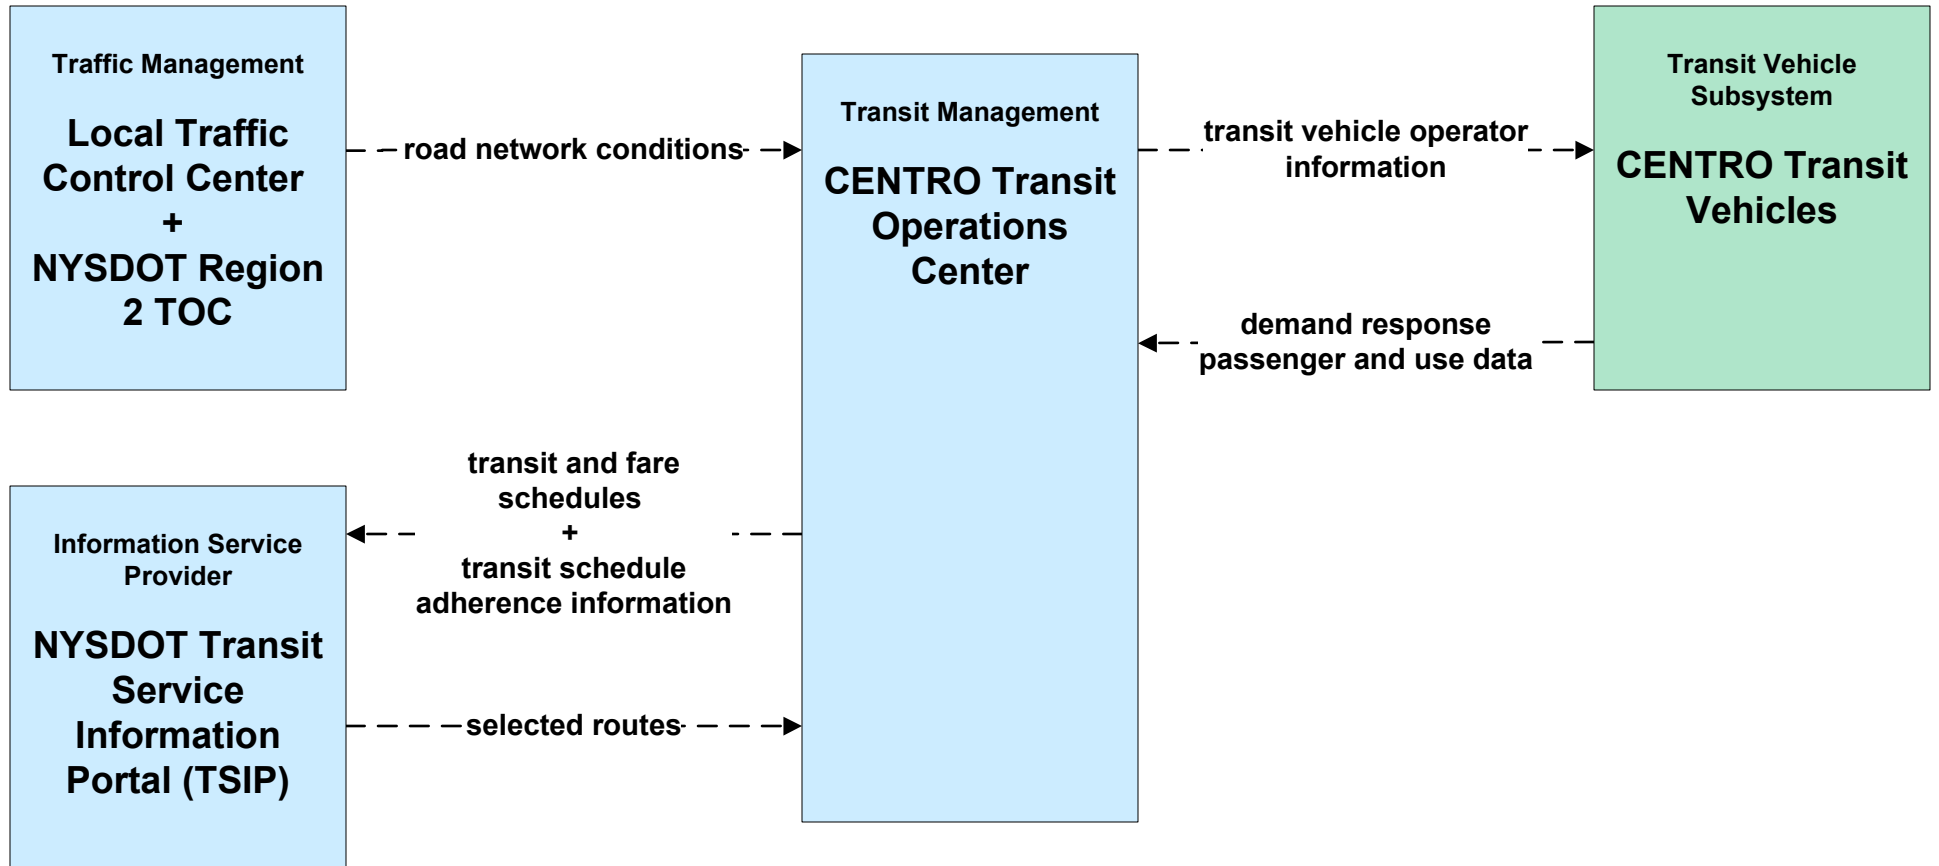 Traffic Management
Local Traffic
Control Center
+
NYSDOT Region
2 TOC
road network conditions
Transit Management
CENTRO Transit
Operations
Center
transit vehicle operator
information
Transit Vehicle
Subsystem
CENTRO Transit
Vehicles
demand response
passenger and use data
transit and fare
schedules
+
transit schedule
adherence information
Information Service
Provider
NYSDOT Transit
Service
Information
Portal (TSIP)
selected routes